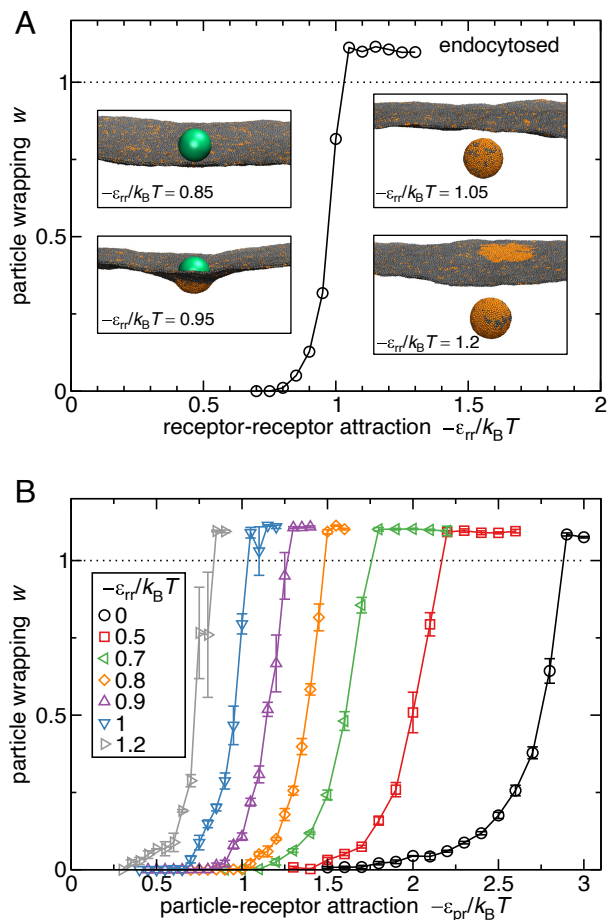 A
endocytosed
particle wrapping w
1
0.5
0
−εrr/kBT = 0.85
−εrr/kBT = 1.05
−εrr/kBT = 0.95
−εrr/kBT = 1.2
0 0.5 1 1.5 2
receptor-receptor attraction −εrr/kBT
B
particle wrapping w
1
0.5
0
−εrr/kBT
0
0.5
0.7
0.8
0.9
1
1.2
0 0.5 1 1.5 2 2.5 3
particle-receptor attraction −εpr/kBT